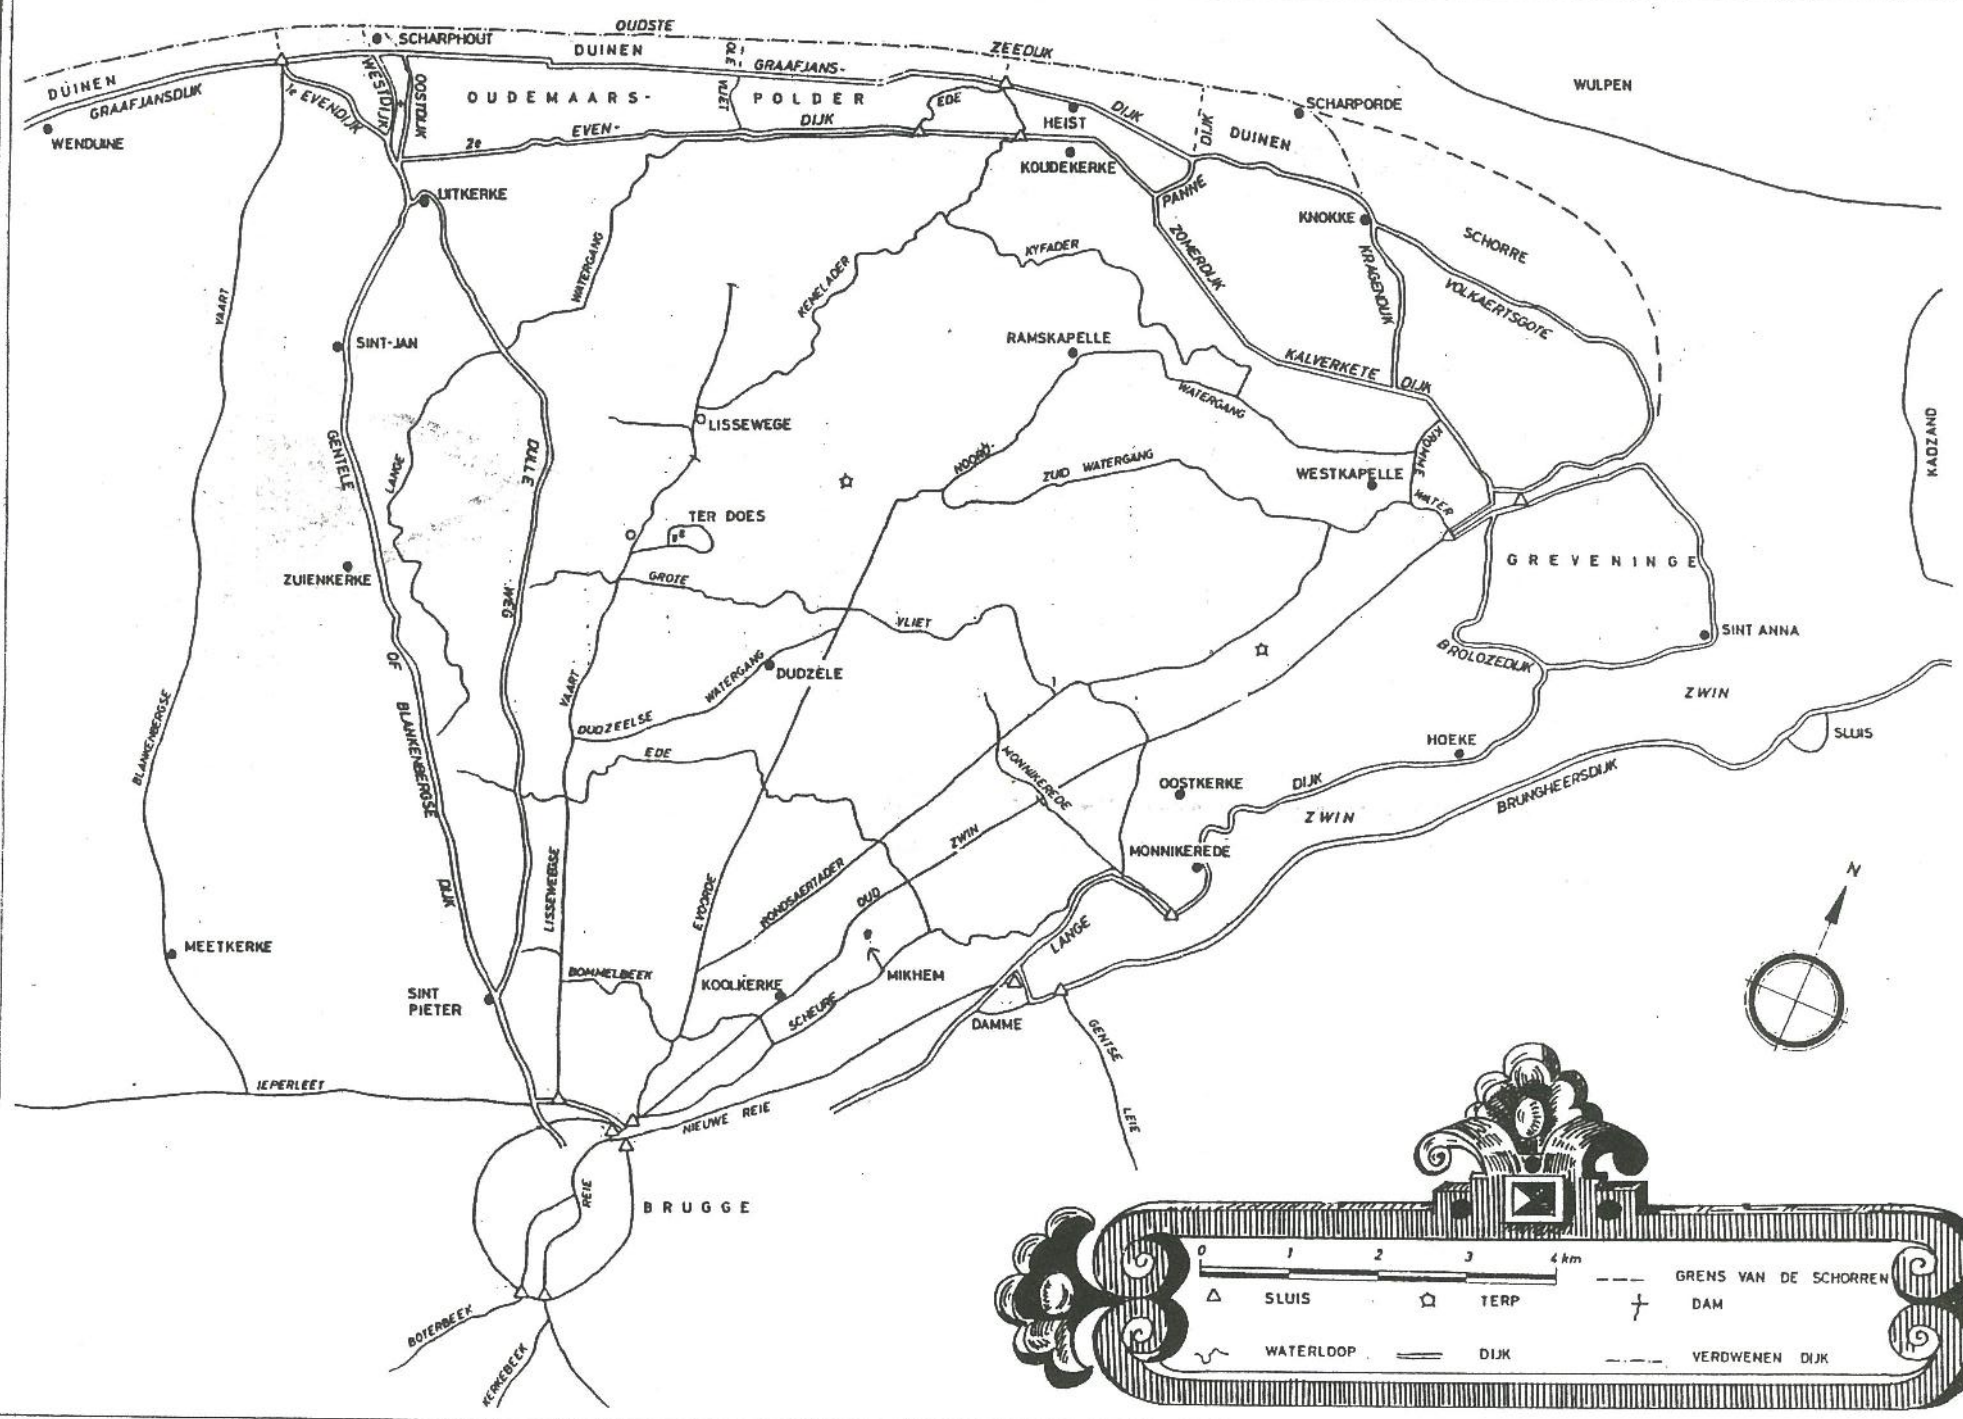 OUDSTE
SCHARPHOUT
DUINEN
ZEEDIJK
DUINEN
GRAAFJANSDIJK
WENDUINE
1e EVENDIJK
WESTDIJK
OOSTDIJK
OUDEMAARS-
POLDER
OLE
VLIET
GRAAFJANS-
DIJK
EDE
2e
EVEN-
DIJK
HEIST
KOUDEKERKE
DIJK
PANNE
DUINEN
SCHARPORDE
WULPEN
UITKERKE
KNOKKE
SCHORRE
KRAGENDIJK
VOLKAERTSGOTE
ZOMERDIJK
KYFADER
WATERGANG
KEMELADER
VAART
SINT-JAN
RAMSKAPELLE
KALVERKETE
DIJK
WATERGANG
LISSEWEGE
KADZAND
GENTELE
LANGE
DULLE
NOORD-
ZUID WATERGANG
WESTKAPELLE
KROMME
WATER
TER DOES
ZUIENKERKE
GROTE
WEG
VLIET
GREVENINGE
SINT ANNA
BROLOZEDIJK
OF
WATERGANG
DUDZELE
VAART
DUDZEELSE
ZWIN
BLANKENBERGSE
BLANKENBERGSE
EDE
MONNIKEREDE
HOEKE
SLUIS
OOSTKERKE
DIJK
BRUNGHEERSDIJK
ZWIN
ZWIN
MONNIKEREDE
LISSEWEGSE
RONDSAERTADER
OUD
DIJK
EVOORDE
LANGE
N
MEETKERKE
BOMMELBEEK
KOOLKERKE
MIKHEM
SINT
PIETER
SCHEURE
DAMME
GENTSE
IEPERLEET
NIEUWE REIE
LEIE
REIE
BRUGGE
BOTERBEEK
KERKEBEEK
0 1 2 3 4 km
GRENS VAN DE SCHORREN
SLUIS
TERP
DAM
WATERLOOP
DIJK
VERDWENEN DIJK